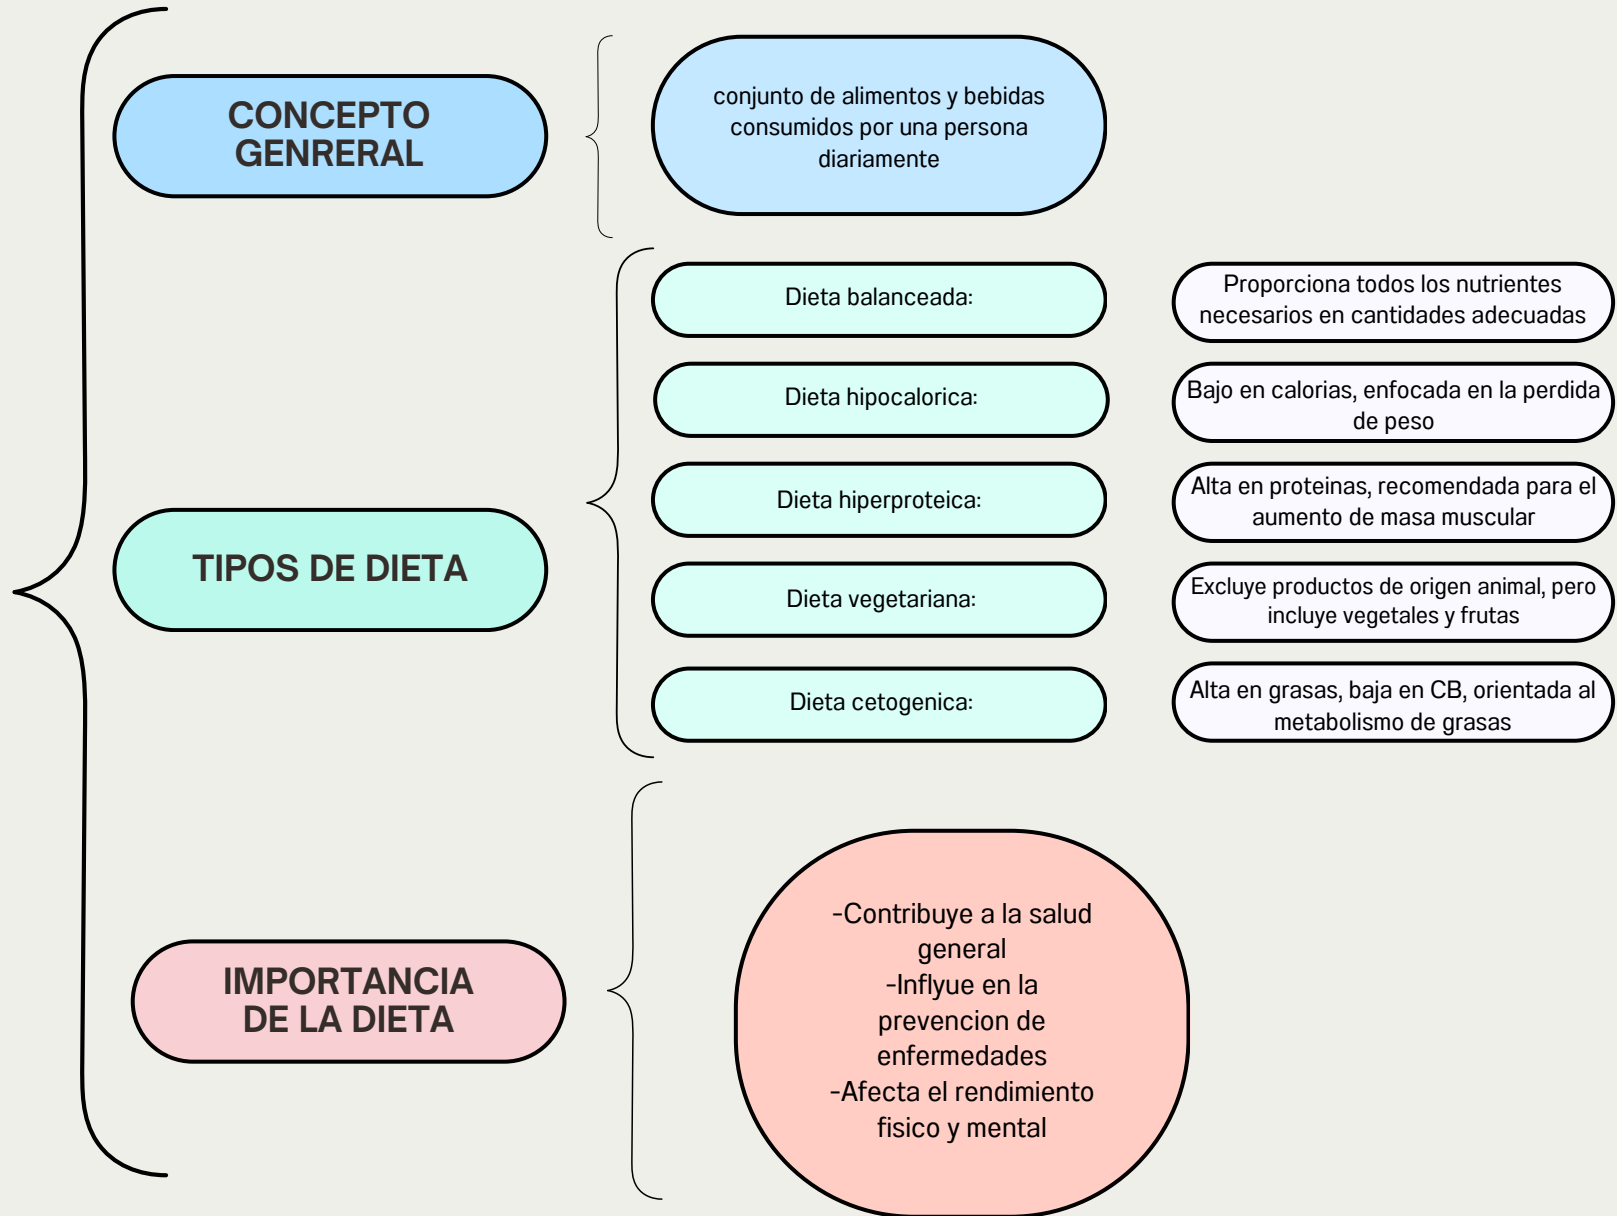 CONCEPTO
GENRERAL
conjunto de alimentos y bebidas
consumidos por una persona
diariamente
TIPOS DE DIETA
Dieta balanceada:
Proporciona todos los nutrientes
necesarios en cantidades adecuadas
Dieta hipocalorica:
Bajo en calorias, enfocada en la perdida
de peso
Dieta hiperproteica:
Alta en proteinas, recomendada para el
aumento de masa muscular
Dieta vegetariana:
Excluye productos de origen animal, pero
incluye vegetales y frutas
Dieta cetogenica:
Alta en grasas, baja en CB, orientada al
metabolismo de grasas
IMPORTANCIA
DE LA DIETA
-Contribuye a la salud
general
-Inflyue en la
prevencion de
enfermedades
-Afecta el rendimiento
fisico y mental